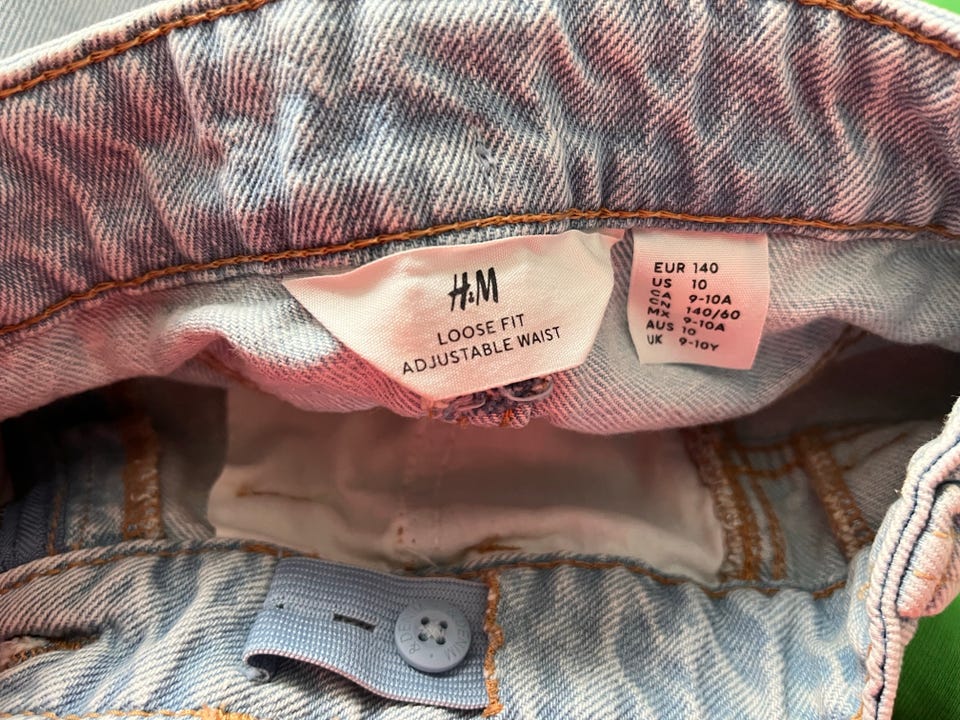 H&M
LOOSE FIT
ADJUSTABLE WAIST
EUR 140
US 10
CA 9-10A
CN 140/60
MX 9-10A
AUS 10
UK 9-10Y